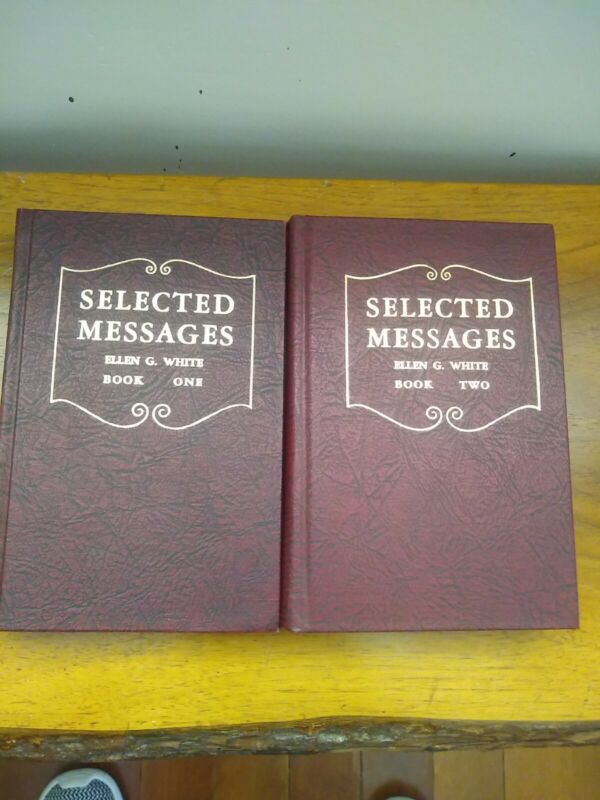 SELECTED
MESSAGES
ELLEN G. WHITE
BOOK ONE
SELECTED
MESSAGES
ELLEN G. WHITE
BOOK TWO